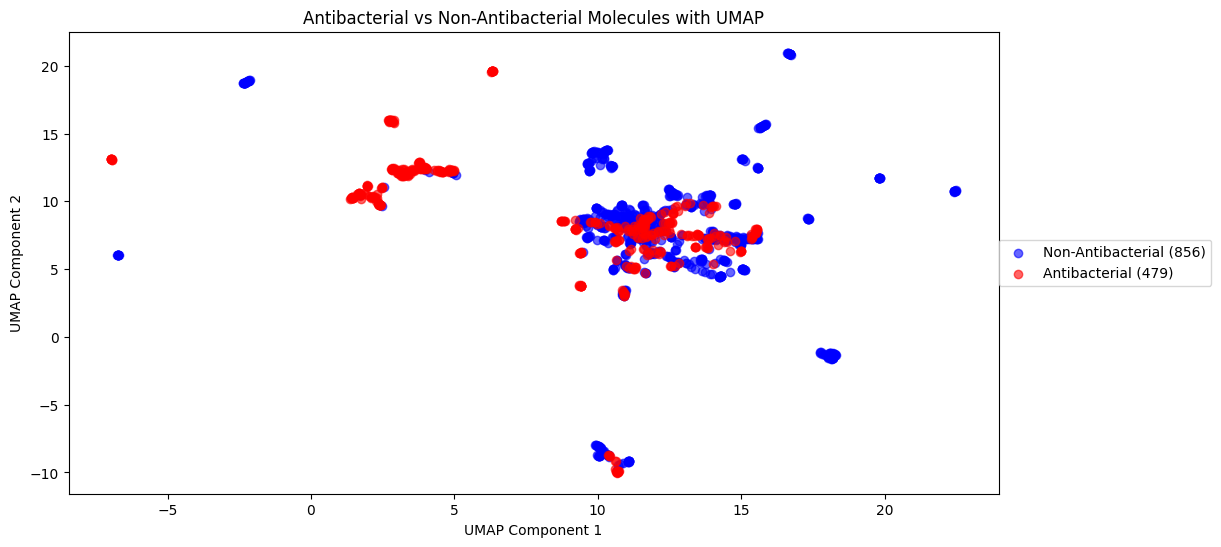 Antibacterial vs Non-Antibacterial Molecules with UMAP
UMAP Component 2
20
15
10
5
0
−5
−10
−5
0
5
10
15
20
UMAP Component 1
Non-Antibacterial (856)
Antibacterial (479)